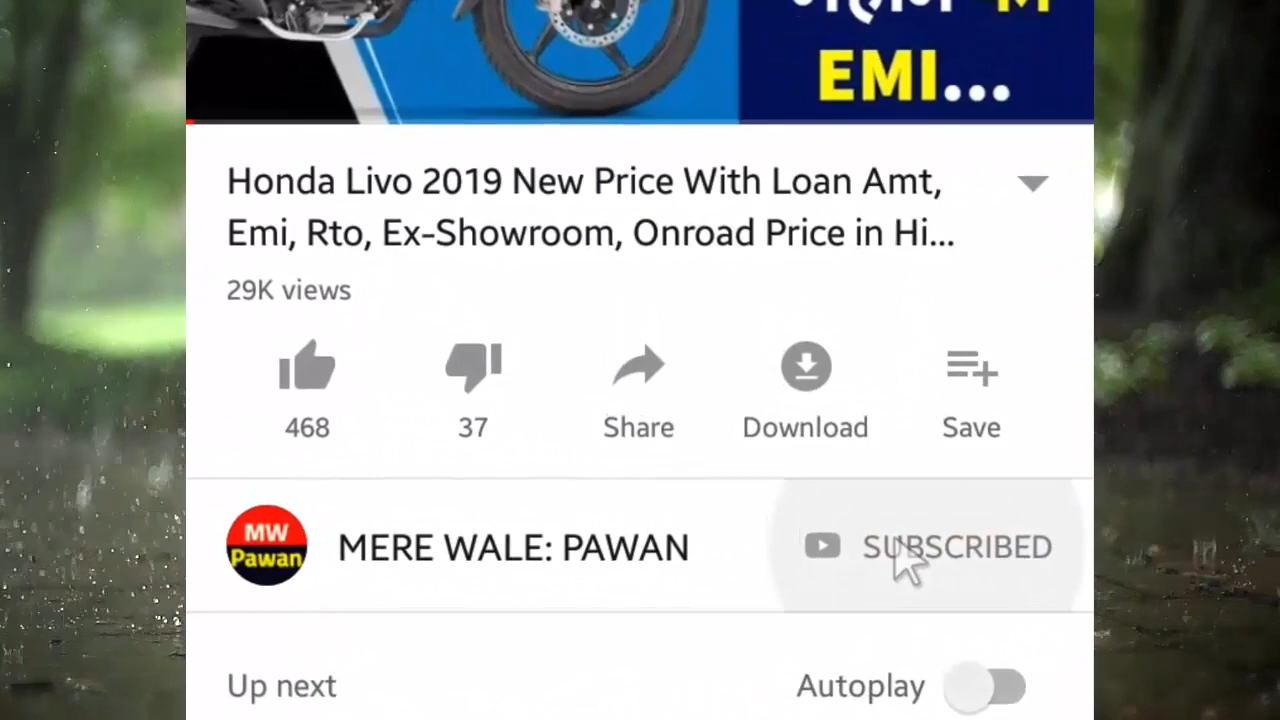 EMI...
Honda Livo 2019 New Price With Loan Amt,
Emi, Rto, Ex-Showroom, Onroad Price in Hi...
29K views
468
37
Share
Download
Save
MW
Pawan
MERE WALE: PAWAN
SUBSCRIBED
Up next
Autoplay